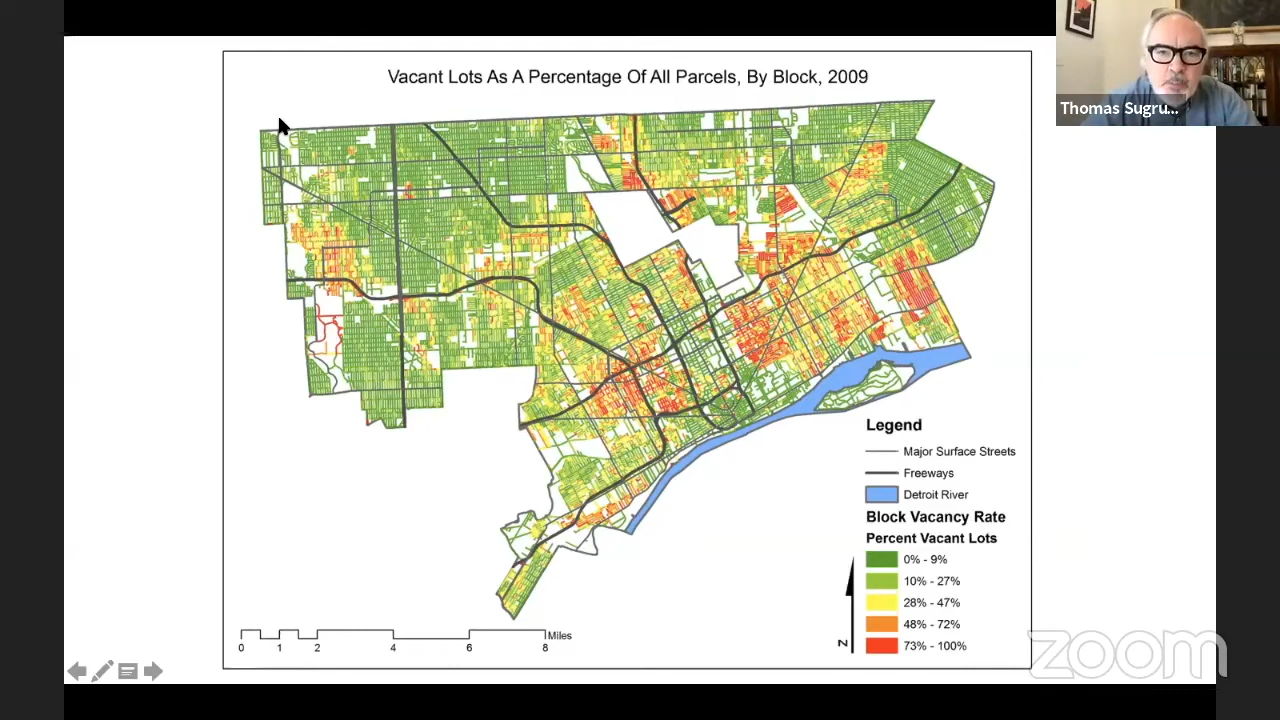 Vacant Lots As A Percentage Of All Parcels, By Block, 2009
Thomas Sugru...
Legend
Major Surface Streets
Freeways
Detroit River
Block Vacancy Rate
Percent Vacant Lots
0% - 9%
10% - 27%
28% - 47%
48% - 72%
73% - 100%
N
Miles
0 1 2 4 6 8
zoom